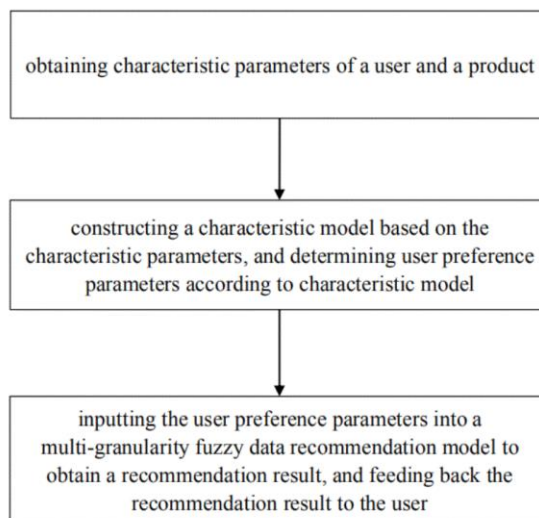 obtaining characteristic parameters of a user and a product
constructing a characteristic model based on the
characteristic parameters, and determining user preference
parameters according to characteristic model
inputting the user preference parameters into a
multi-granularity fuzzy data recommendation model to
obtain a recommendation result, and feeding back the
recommendation result to the user